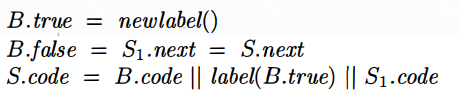 B.true = newlabel()
B.false = S₁.next = S.next
S.code = B.code || label(B.true) || S₁.code